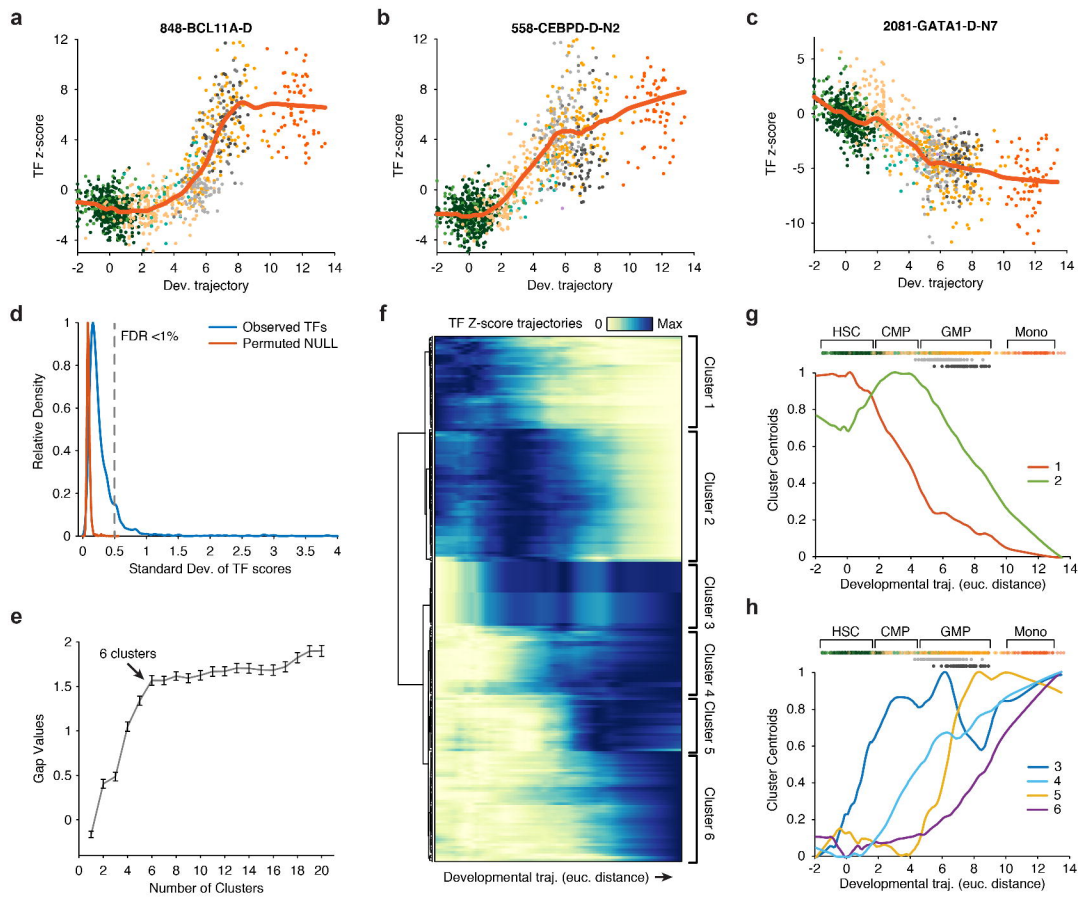 a
848-BCL11A-D
TF z-score
12
8
4
0
-4
-2 0 2 4 6 8 10 12 14
Dev. trajectory
b
558-CEBPD-D-N2
TF z-score
12
8
4
0
-4
-2 0 2 4 6 8 10 12 14
Dev. trajectory
c
2081-GATA1-D-N7
TF z-score
5
0
-5
-10
-2 0 2 4 6 8 10 12 14
Dev. trajectory
d
FDR <1%
Observed TFs
Permuted NULL
Relative Density
1
0.8
0.6
0.4
0.2
0
0 0.5 1 1.5 2 2.5 3 3.5 4
Standard Dev. of TF scores
e
6 clusters
Gap Values
2
1.5
1
0.5
0
0 2 4 6 8 10 12 14 16 18 20
Number of Clusters
f
TF Z-score trajectories 0 Max
Cluster 1
Cluster 2
Cluster 3
Cluster 4
Cluster 5
Cluster 6
Developmental traj. (euc. distance)
g
HSC CMP GMP Mono
Cluster Centroids
1
0.8
0.6
0.4
0.2
0
1
2
-2 0 2 4 6 8 10 12 14
Developmental traj. (euc. distance)
h
HSC CMP GMP Mono
Cluster Centroids
1
0.8
0.6
0.4
0.2
0
3
4
5
6
-2 0 2 4 6 8 10 12 14
Developmental traj. (euc. distance)